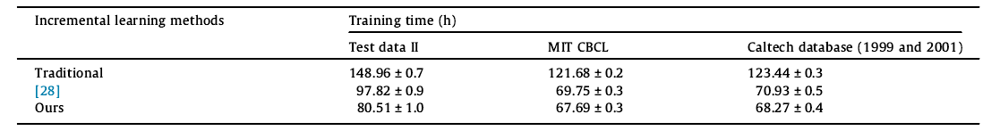 Incremental learning methods Training time (h)
Test data II MIT CBCL Caltech database (1999 and 2001)
Traditional 148.96 ± 0.7 121.68 ± 0.2 123.44 ± 0.3
[28] 97.82 ± 0.9 69.75 ± 0.3 70.93 ± 0.5
Ours 80.51 ± 1.0 67.69 ± 0.3 68.27 ± 0.4